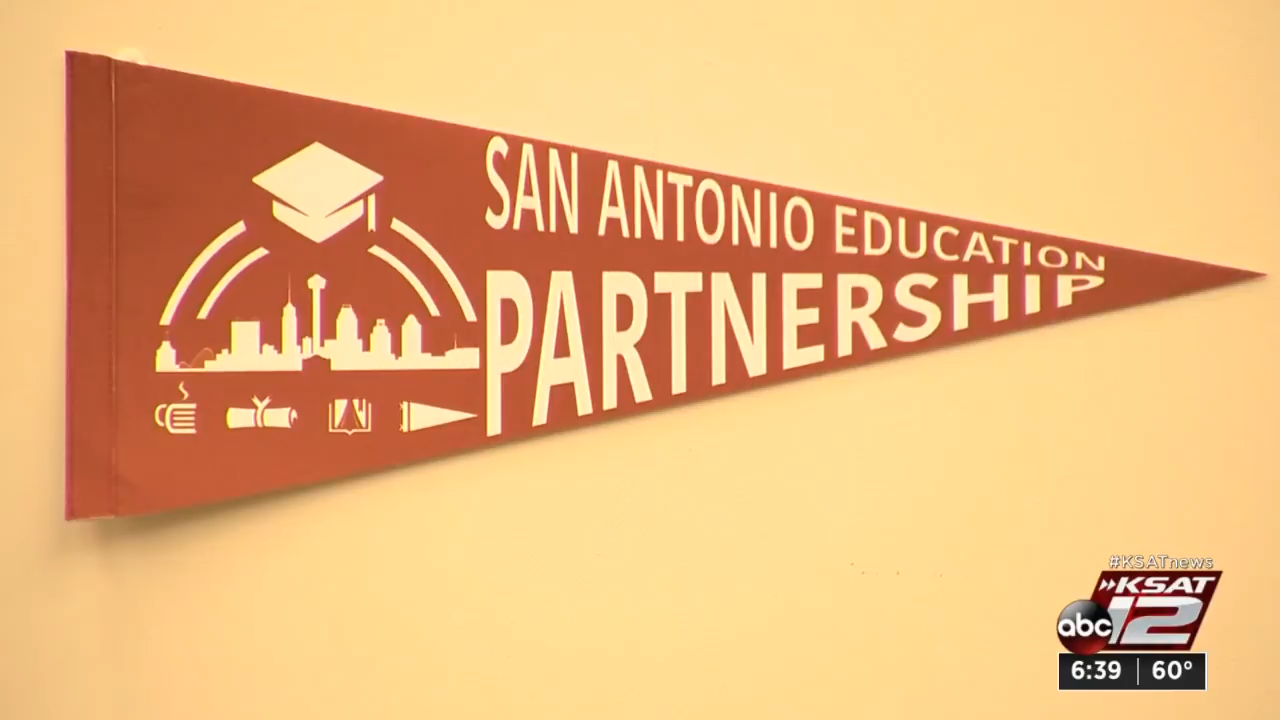 SAN ANTONIO EDUCATION
PARTNERSHIP
#KSATnews
KSAT
abc 12
6:39 60°